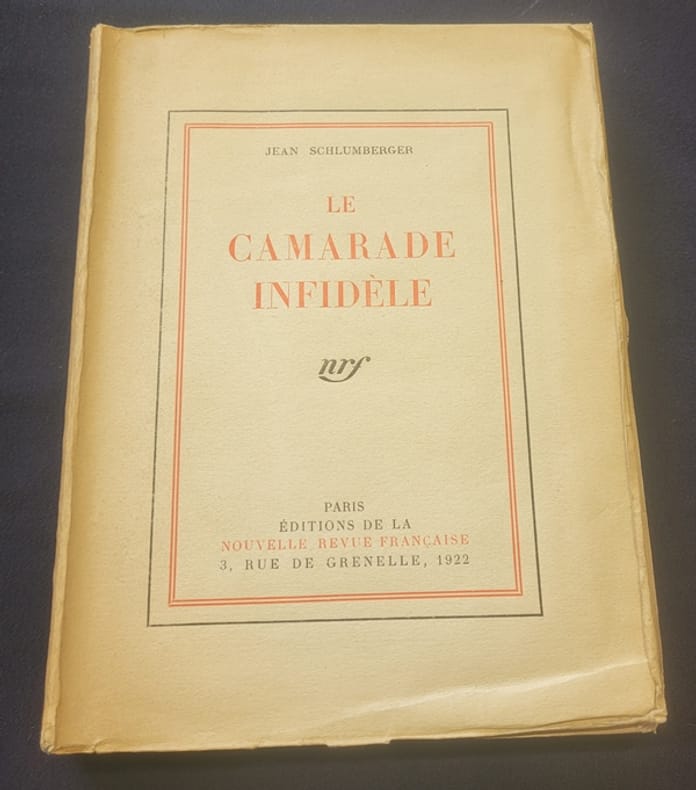 JEAN SCHLUMBERGER
LE
CAMARADE
INFIDÈLE
nrf
PARIS
ÉDITIONS DE LA
NOUVELLE REVUE FRANÇAISE
3, RUE DE GRENELLE, 1922